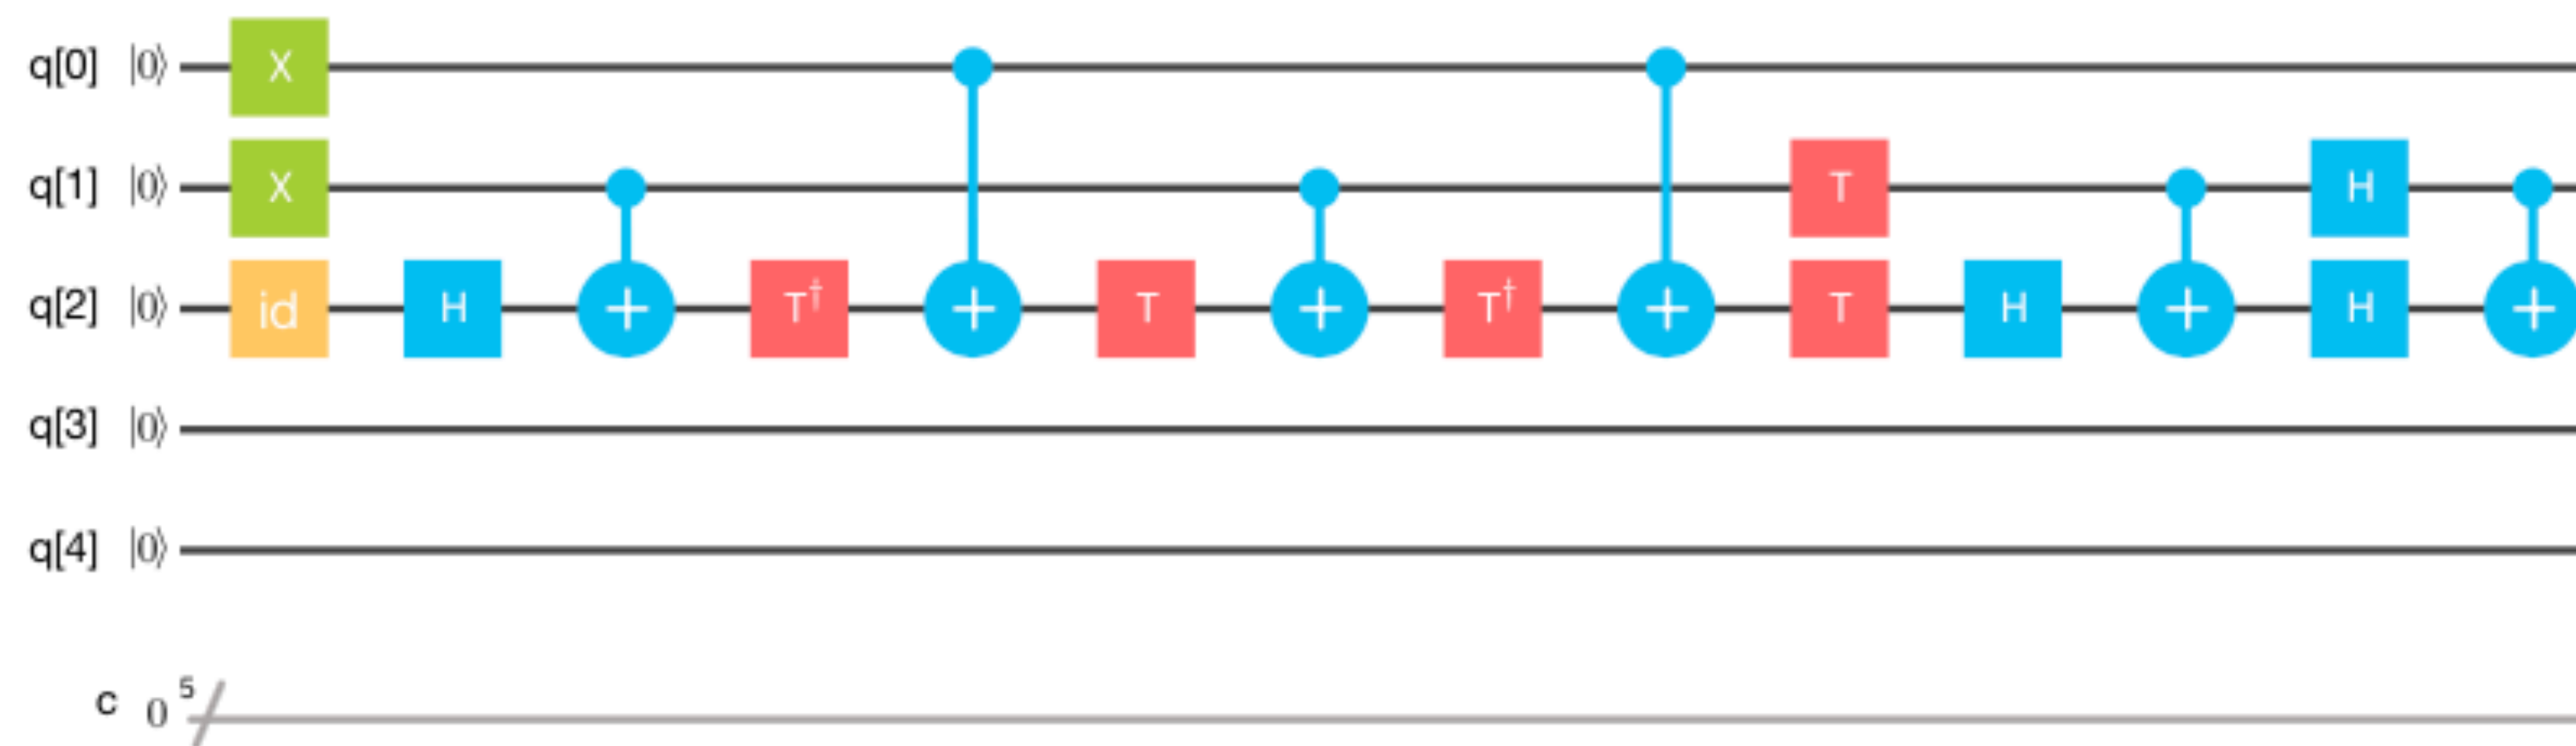 q[0] |0⟩ X
q[1] |0⟩ X T H
q[2] |0⟩ id H + T† + T + T† + T H + H +
q[3] |0⟩
q[4] |0⟩
c 0 5